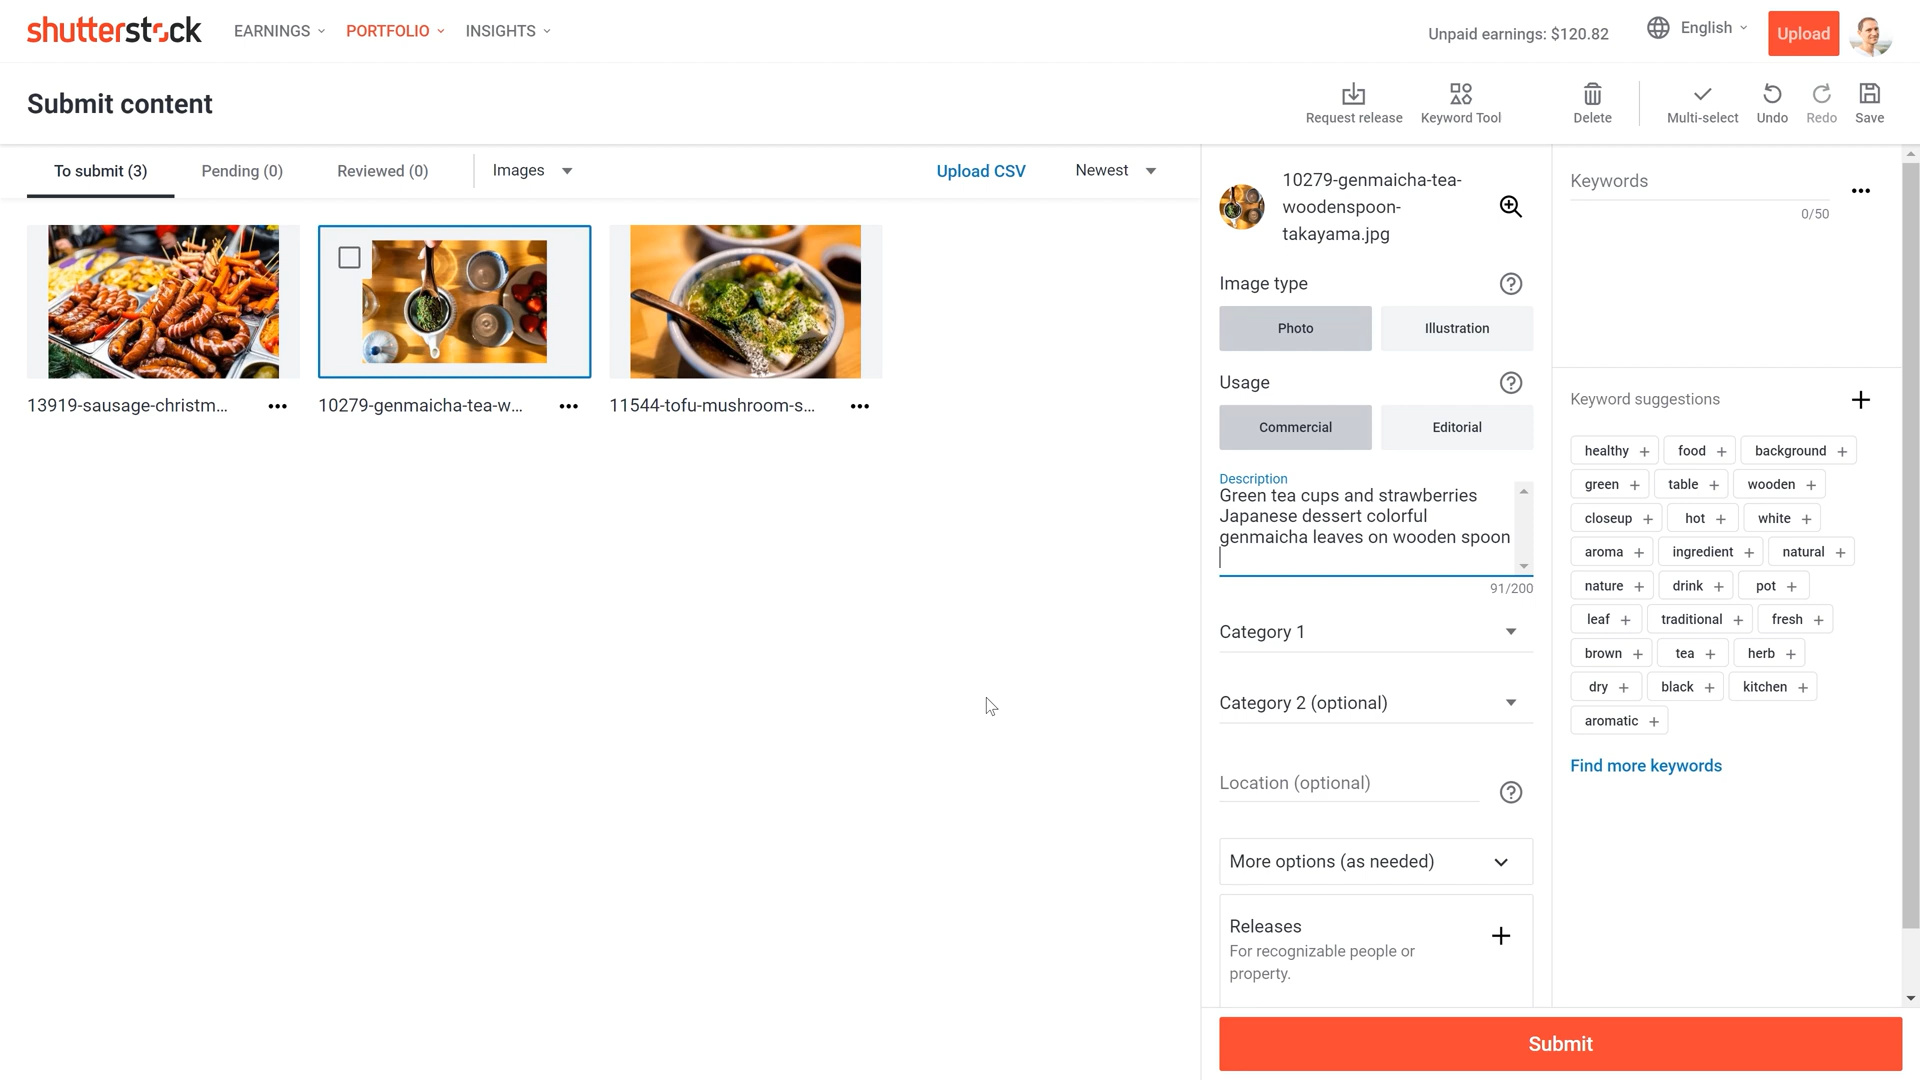 shutterstock
EARNINGS
PORTFOLIO
INSIGHTS
Unpaid earnings: $120.82
English
Upload
Submit content
Request release
Keyword Tool
Delete
Multi-select
Undo
Redo
Save
To submit (3)
Pending (0)
Reviewed (0)
Images
Upload CSV
Newest
13919-sausage-christm...
10279-genmaicha-tea-w...
11544-tofu-mushroom-s...
10279-genmaicha-tea-
woodenspoon-
takayama.jpg
Image type
Photo
Illustration
Usage
Commercial
Editorial
Description
Green tea cups and strawberries
Japanese dessert colorful
genmaicha leaves on wooden spoon
91/200
Category 1
Category 2 (optional)
Location (optional)
More options (as needed)
Releases
For recognizable people or
property.
Keywords
0/50
Keyword suggestions
healthy + food + background +
green + table + wooden +
closeup + hot + white +
aroma + ingredient + natural +
nature + drink + pot +
leaf + traditional + fresh +
brown + tea + herb +
dry + black + kitchen +
aromatic +
Find more keywords
Submit